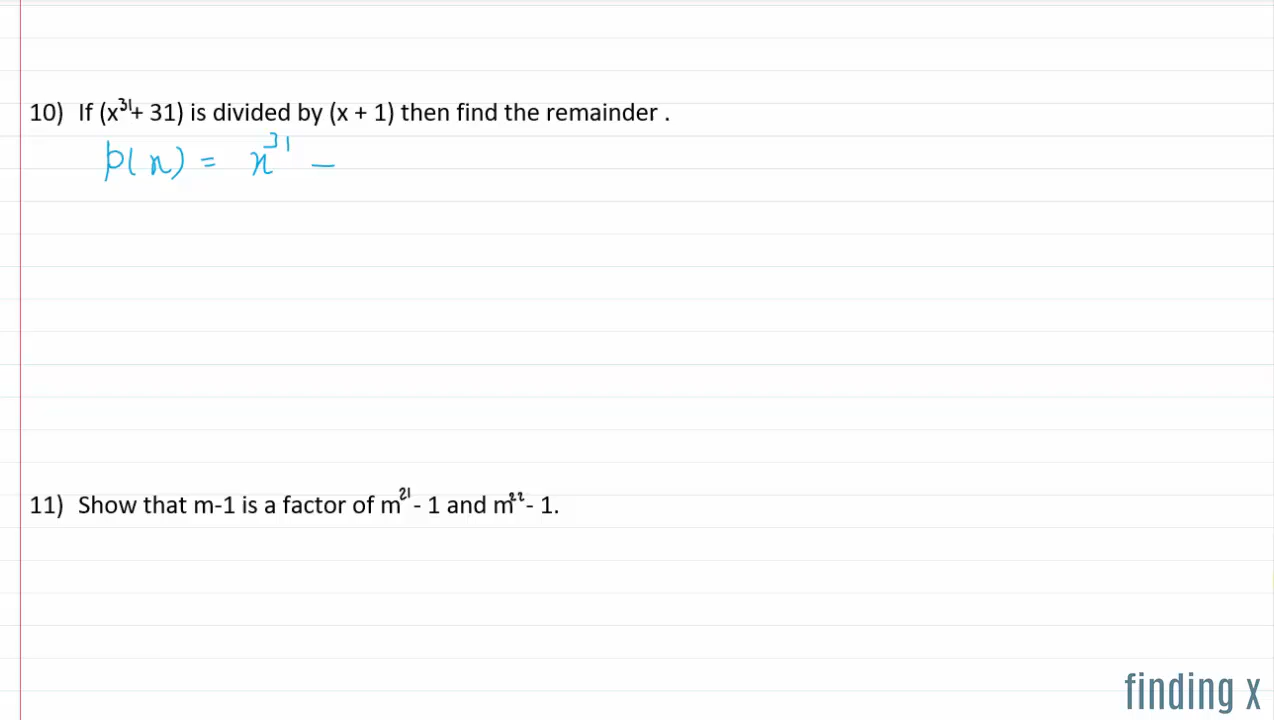 10) If (x³¹+ 31) is divided by (x + 1) then find the remainder .
p(x) = x³¹ –
11) Show that m-1 is a factor of m²¹- 1 and m²²- 1.
finding x